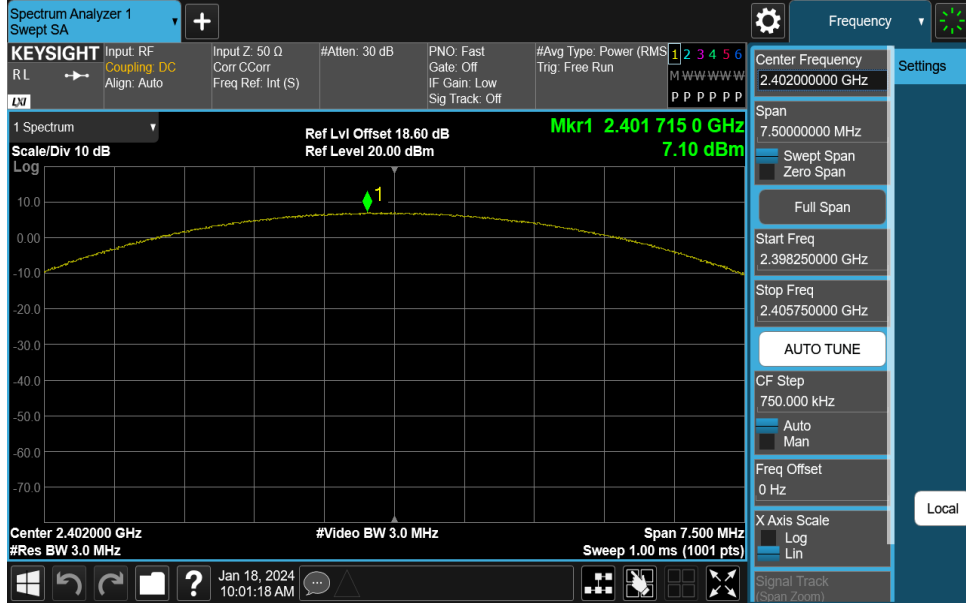 Spectrum Analyzer 1
Swept SA
Frequency
KEYSIGHT
R L
LXI
Input: RF
Coupling: DC
Align: Auto
Input Z: 50 Ω
Corr CCorr
Freq Ref: Int (S)
#Atten: 30 dB
PNO: Fast
Gate: Off
IF Gain: Low
Sig Track: Off
#Avg Type: Power (RMS
Trig: Free Run
1 2 3 4 5 6
M W W W W W
P P P P P P
1 Spectrum
Scale/Div 10 dB
Ref Lvl Offset 18.60 dB
Ref Level 20.00 dBm
Mkr1 2.401 715 0 GHz
7.10 dBm
Log
1
10.0
0.00
-10.0
-20.0
-30.0
-40.0
-50.0
-60.0
-70.0
Center 2.402000 GHz
#Video BW 3.0 MHz
Span 7.500 MHz
#Res BW 3.0 MHz
Sweep 1.00 ms (1001 pts)
?
Jan 18, 2024
10:01:18 AM
Center Frequency
2.402000000 GHz
Settings
Span
7.50000000 MHz
Swept Span
Zero Span
Full Span
Start Freq
2.398250000 GHz
Stop Freq
2.405750000 GHz
AUTO TUNE
CF Step
750.000 kHz
Auto
Man
Freq Offset
0 Hz
Local
X Axis Scale
Log
Lin
Signal Track
(Span Zoom)